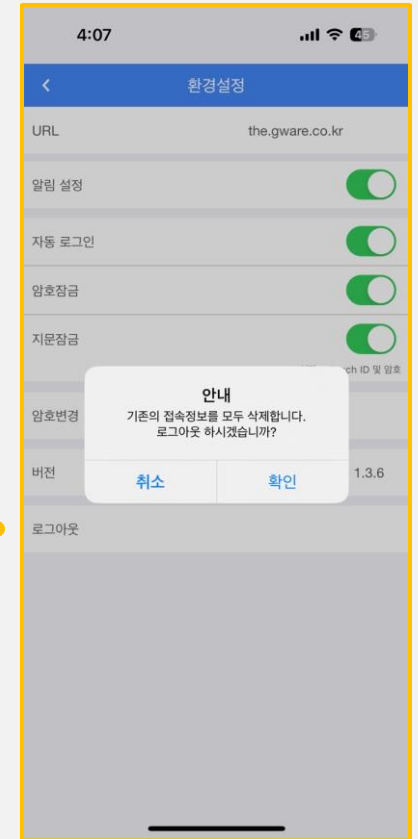 4:07
45
환경설정
URL the.gware.co.kr
알림 설정
자동 로그인
암호잠금
지문잠금
ID 및 암호
안내
기존의 접속정보를 모두 삭제합니다.
로그아웃 하시겠습니까?
암호변경
취소 확인
버전 1.3.6
로그아웃